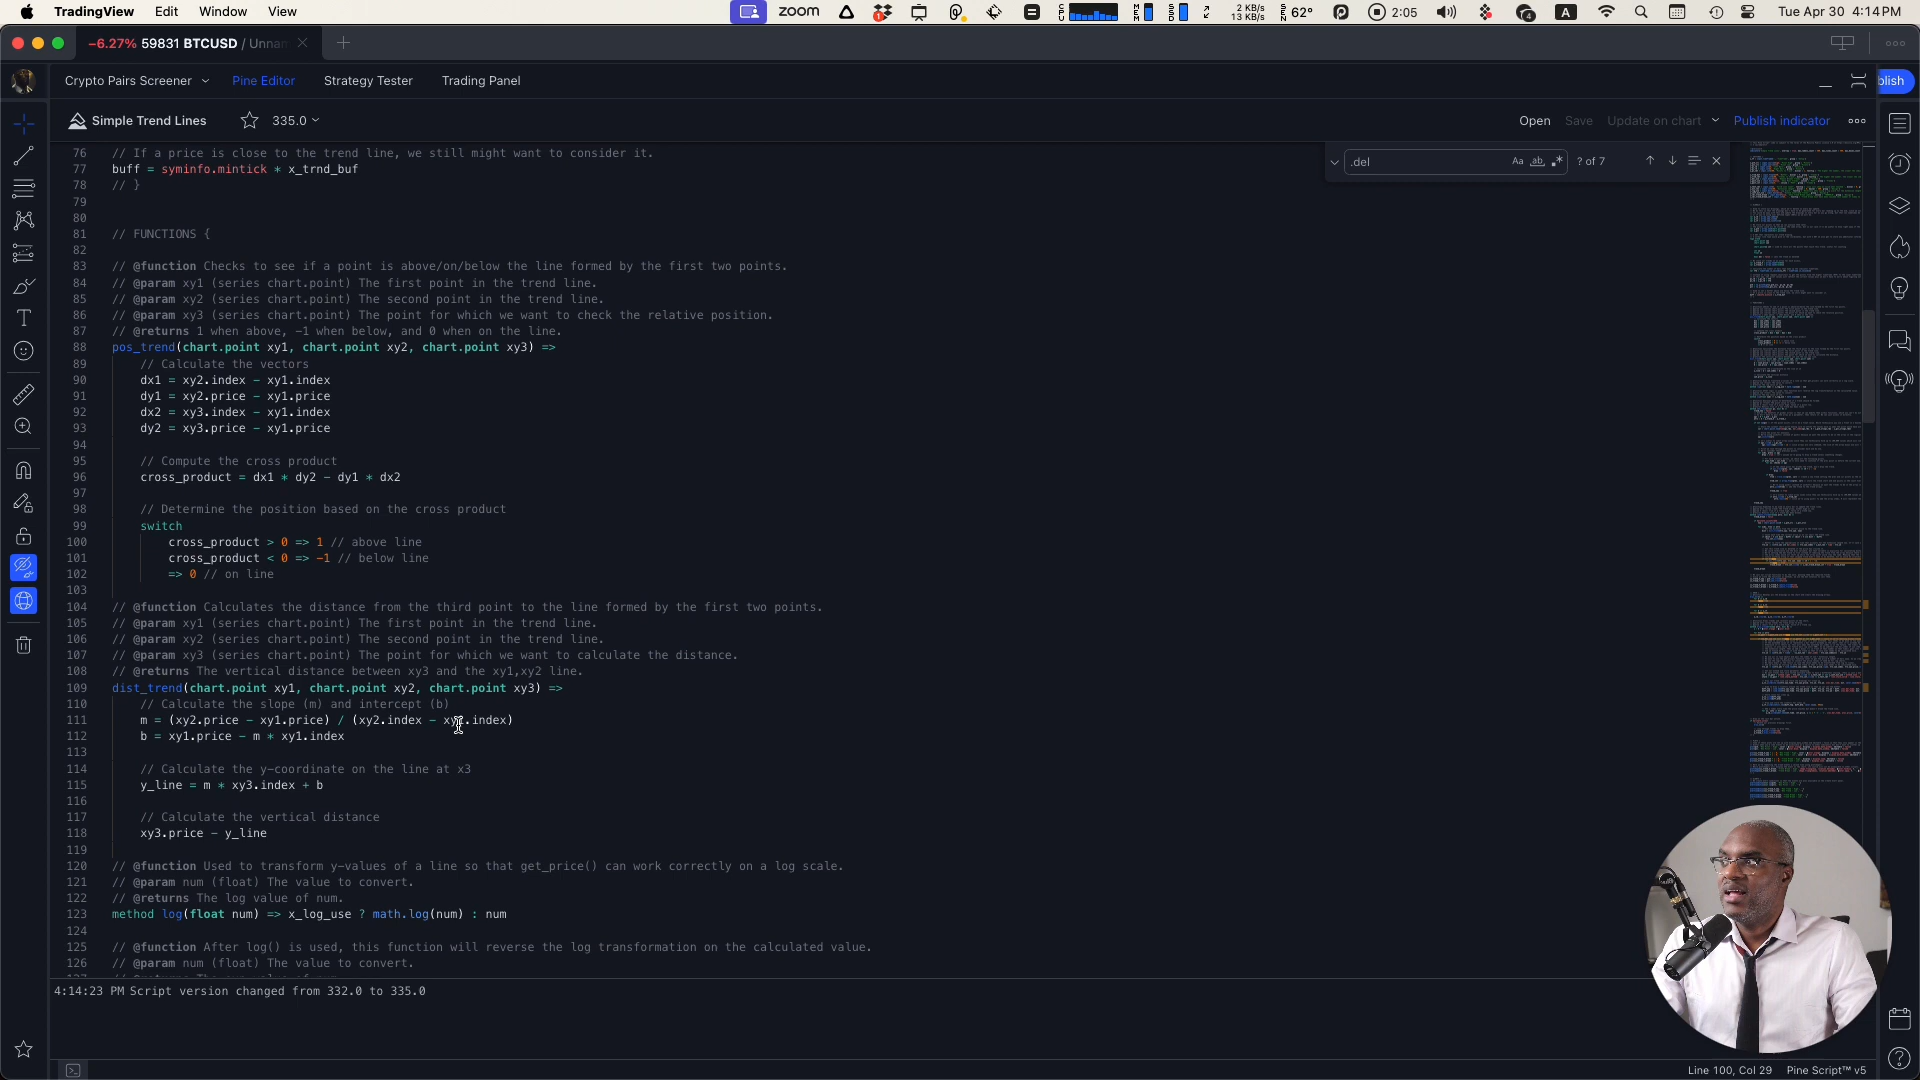 TradingView Edit Window View
zoom
1
CPU
MEM
SSD
2 KB/s
13 KB/s
SEN
62°
2:05
4
A
Tue Apr 30 4:14 PM
−6.27% 59831 BTCUSD / Unnam
Crypto Pairs Screener Pine Editor Strategy Tester Trading Panel
blish
Simple Trend Lines 335.0
Open Save Update on chart Publish indicator
.del Aa ab ? of 7
76 // If a price is close to the trend line, we still might want to consider it.
77 buff = syminfo.mintick * x_trnd_buf
78 // }
79
80
81 // FUNCTIONS {
82
83 // @function Checks to see if a point is above/on/below the line formed by the first two points.
84 // @param xy1 (series chart.point) The first point in the trend line.
85 // @param xy2 (series chart.point) The second point in the trend line.
86 // @param xy3 (series chart.point) The point for which we want to check the relative position.
87 // @returns 1 when above, −1 when below, and 0 when on the line.
88 pos_trend(chart.point xy1, chart.point xy2, chart.point xy3) =>
89 // Calculate the vectors
90 dx1 = xy2.index − xy1.index
91 dy1 = xy2.price − xy1.price
92 dx2 = xy3.index − xy1.index
93 dy2 = xy3.price − xy1.price
94
95 // Compute the cross product
96 cross_product = dx1 * dy2 − dy1 * dx2
97
98 // Determine the position based on the cross product
99 switch
100 cross_product > 0 => 1 // above line
101 cross_product < 0 => −1 // below line
102 => 0 // on line
103
104 // @function Calculates the distance from the third point to the line formed by the first two points.
105 // @param xy1 (series chart.point) The first point in the trend line.
106 // @param xy2 (series chart.point) The second point in the trend line.
107 // @param xy3 (series chart.point) The point for which we want to calculate the distance.
108 // @returns The vertical distance between xy3 and the xy1,xy2 line.
109 dist_trend(chart.point xy1, chart.point xy2, chart.point xy3) =>
110 // Calculate the slope (m) and intercept (b)
111 m = (xy2.price − xy1.price) / (xy2.index − xy1.index)
112 b = xy1.price − m * xy1.index
113
114 // Calculate the y−coordinate on the line at x3
115 y_line = m * xy3.index + b
116
117 // Calculate the vertical distance
118 xy3.price − y_line
119
120 // @function Used to transform y−values of a line so that get_price() can work correctly on a log scale.
121 // @param num (float) The value to convert.
122 // @returns The log value of num.
123 method log(float num) => x_log_use ? math.log(num) : num
124
125 // @function After log() is used, this function will reverse the log transformation on the calculated value.
126 // @param num (float) The value to convert.
4:14:23 PM Script version changed from 332.0 to 335.0
Line 100, Col 29 Pine Script™ v5